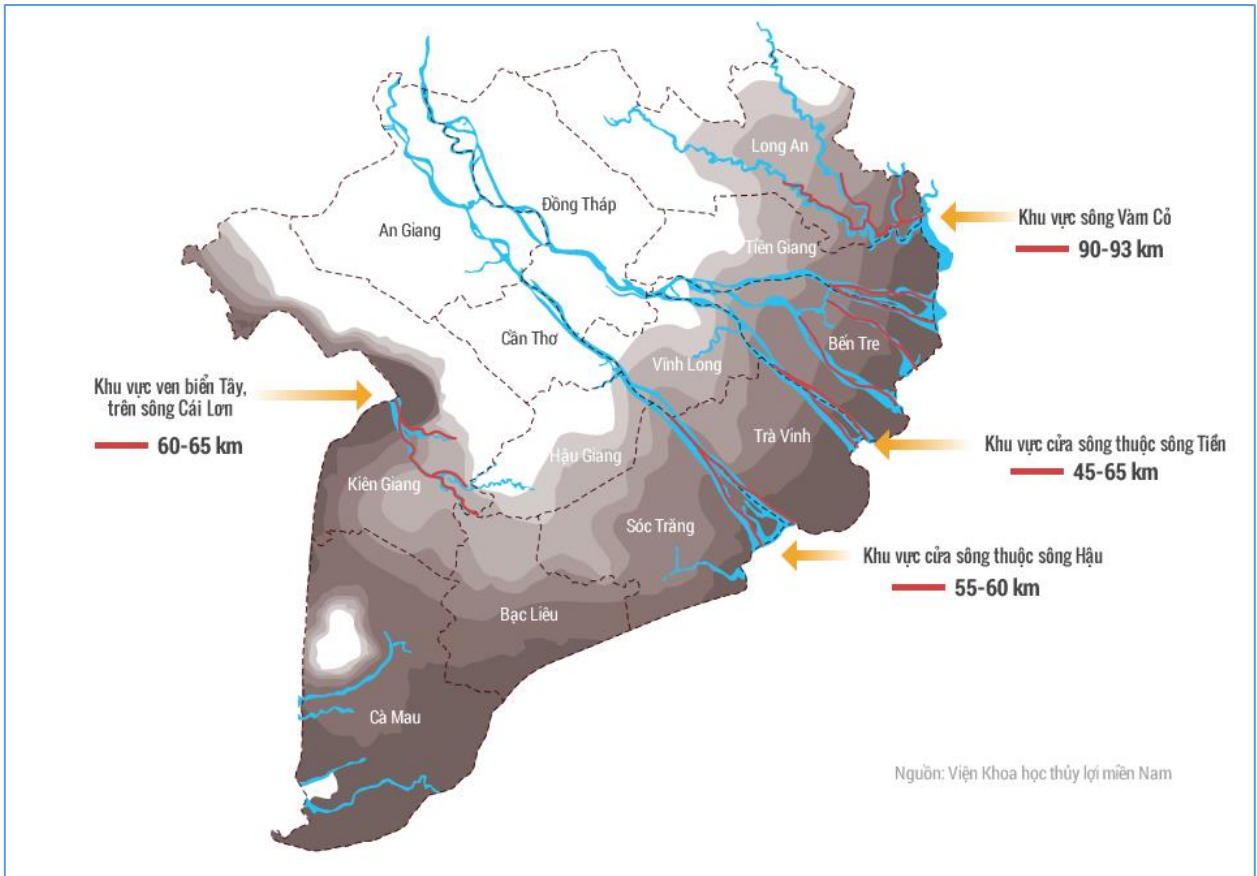 Long An
Khu vực sông Vàm Cỏ
90-93 km
Đồng Tháp
An Giang
Tiền Giang
Cần Thơ
Bến Tre
Vĩnh Long
Khu vực ven biển Tây,
trên sông Cái Lớn
60-65 km
Trà Vinh
Khu vực cửa sông thuộc sông Tiền
45-65 km
Hậu Giang
Kiên Giang
Sóc Trăng
Khu vực cửa sông thuộc sông Hậu
55-60 km
Bạc Liêu
Cà Mau
Nguồn: Viện Khoa học thủy lợi miền Nam